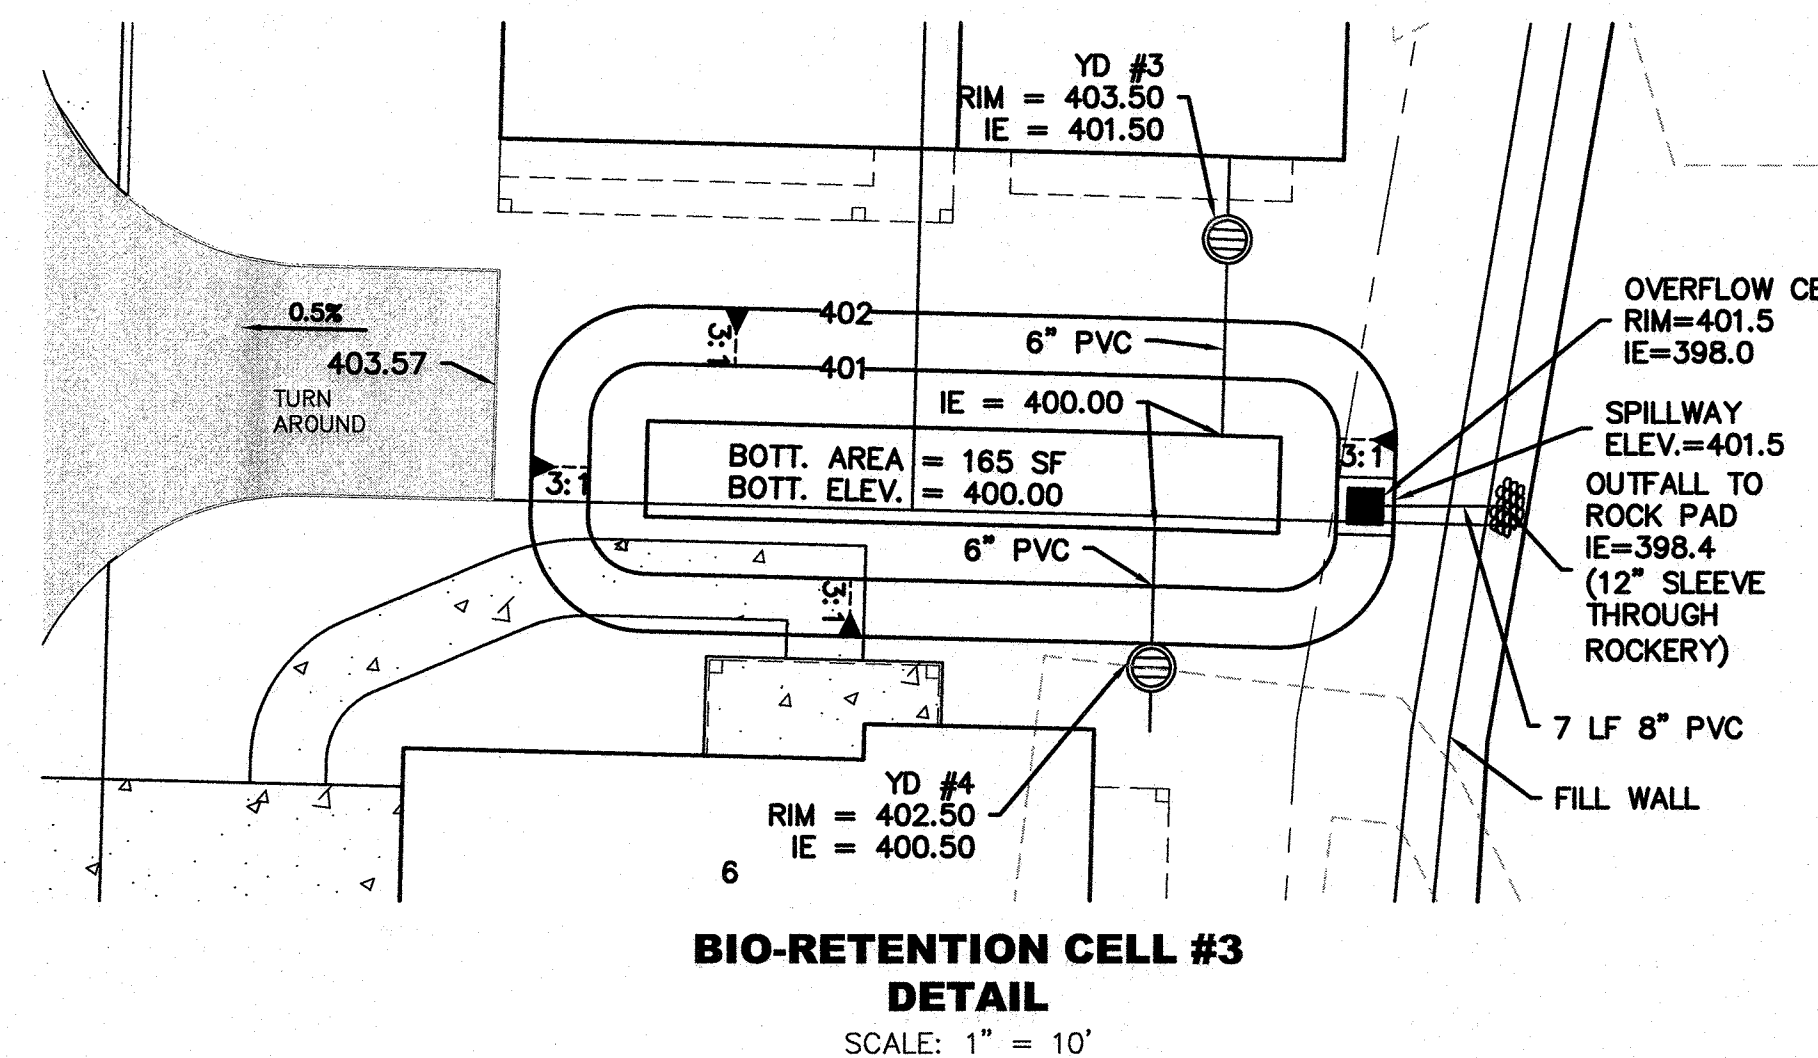 YD #3
RIM = 403.50
IE = 401.50
0.5%
403.57
TURN
AROUND
402
3:1
401
6" PVC
IE = 400.00
BOTT. AREA = 165 SF
BOTT. ELEV. = 400.00
3:1
3:1
6" PVC
3:1
OVERFLOW
RIM=401.5
IE=398.0
SPILLWAY
ELEV.=401.5
OUTFALL TO
ROCK PAD
IE=398.4
(12" SLEEVE
THROUGH
ROCKERY)
7 LF 8" PVC
FILL WALL
YD #4
RIM = 402.50
IE = 400.50
6
BIO-RETENTION CELL #3
DETAIL
SCALE: 1" = 10'